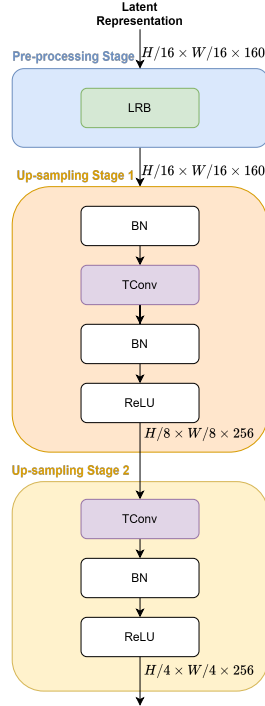 Latent
Representation
Pre-processing Stage
H/16 × W/16 × 160
LRB
H/16 × W/16 × 160
Up-sampling Stage 1
BN
TConv
BN
ReLU
H/8 × W/8 × 256
Up-sampling Stage 2
TConv
BN
ReLU
H/4 × W/4 × 256